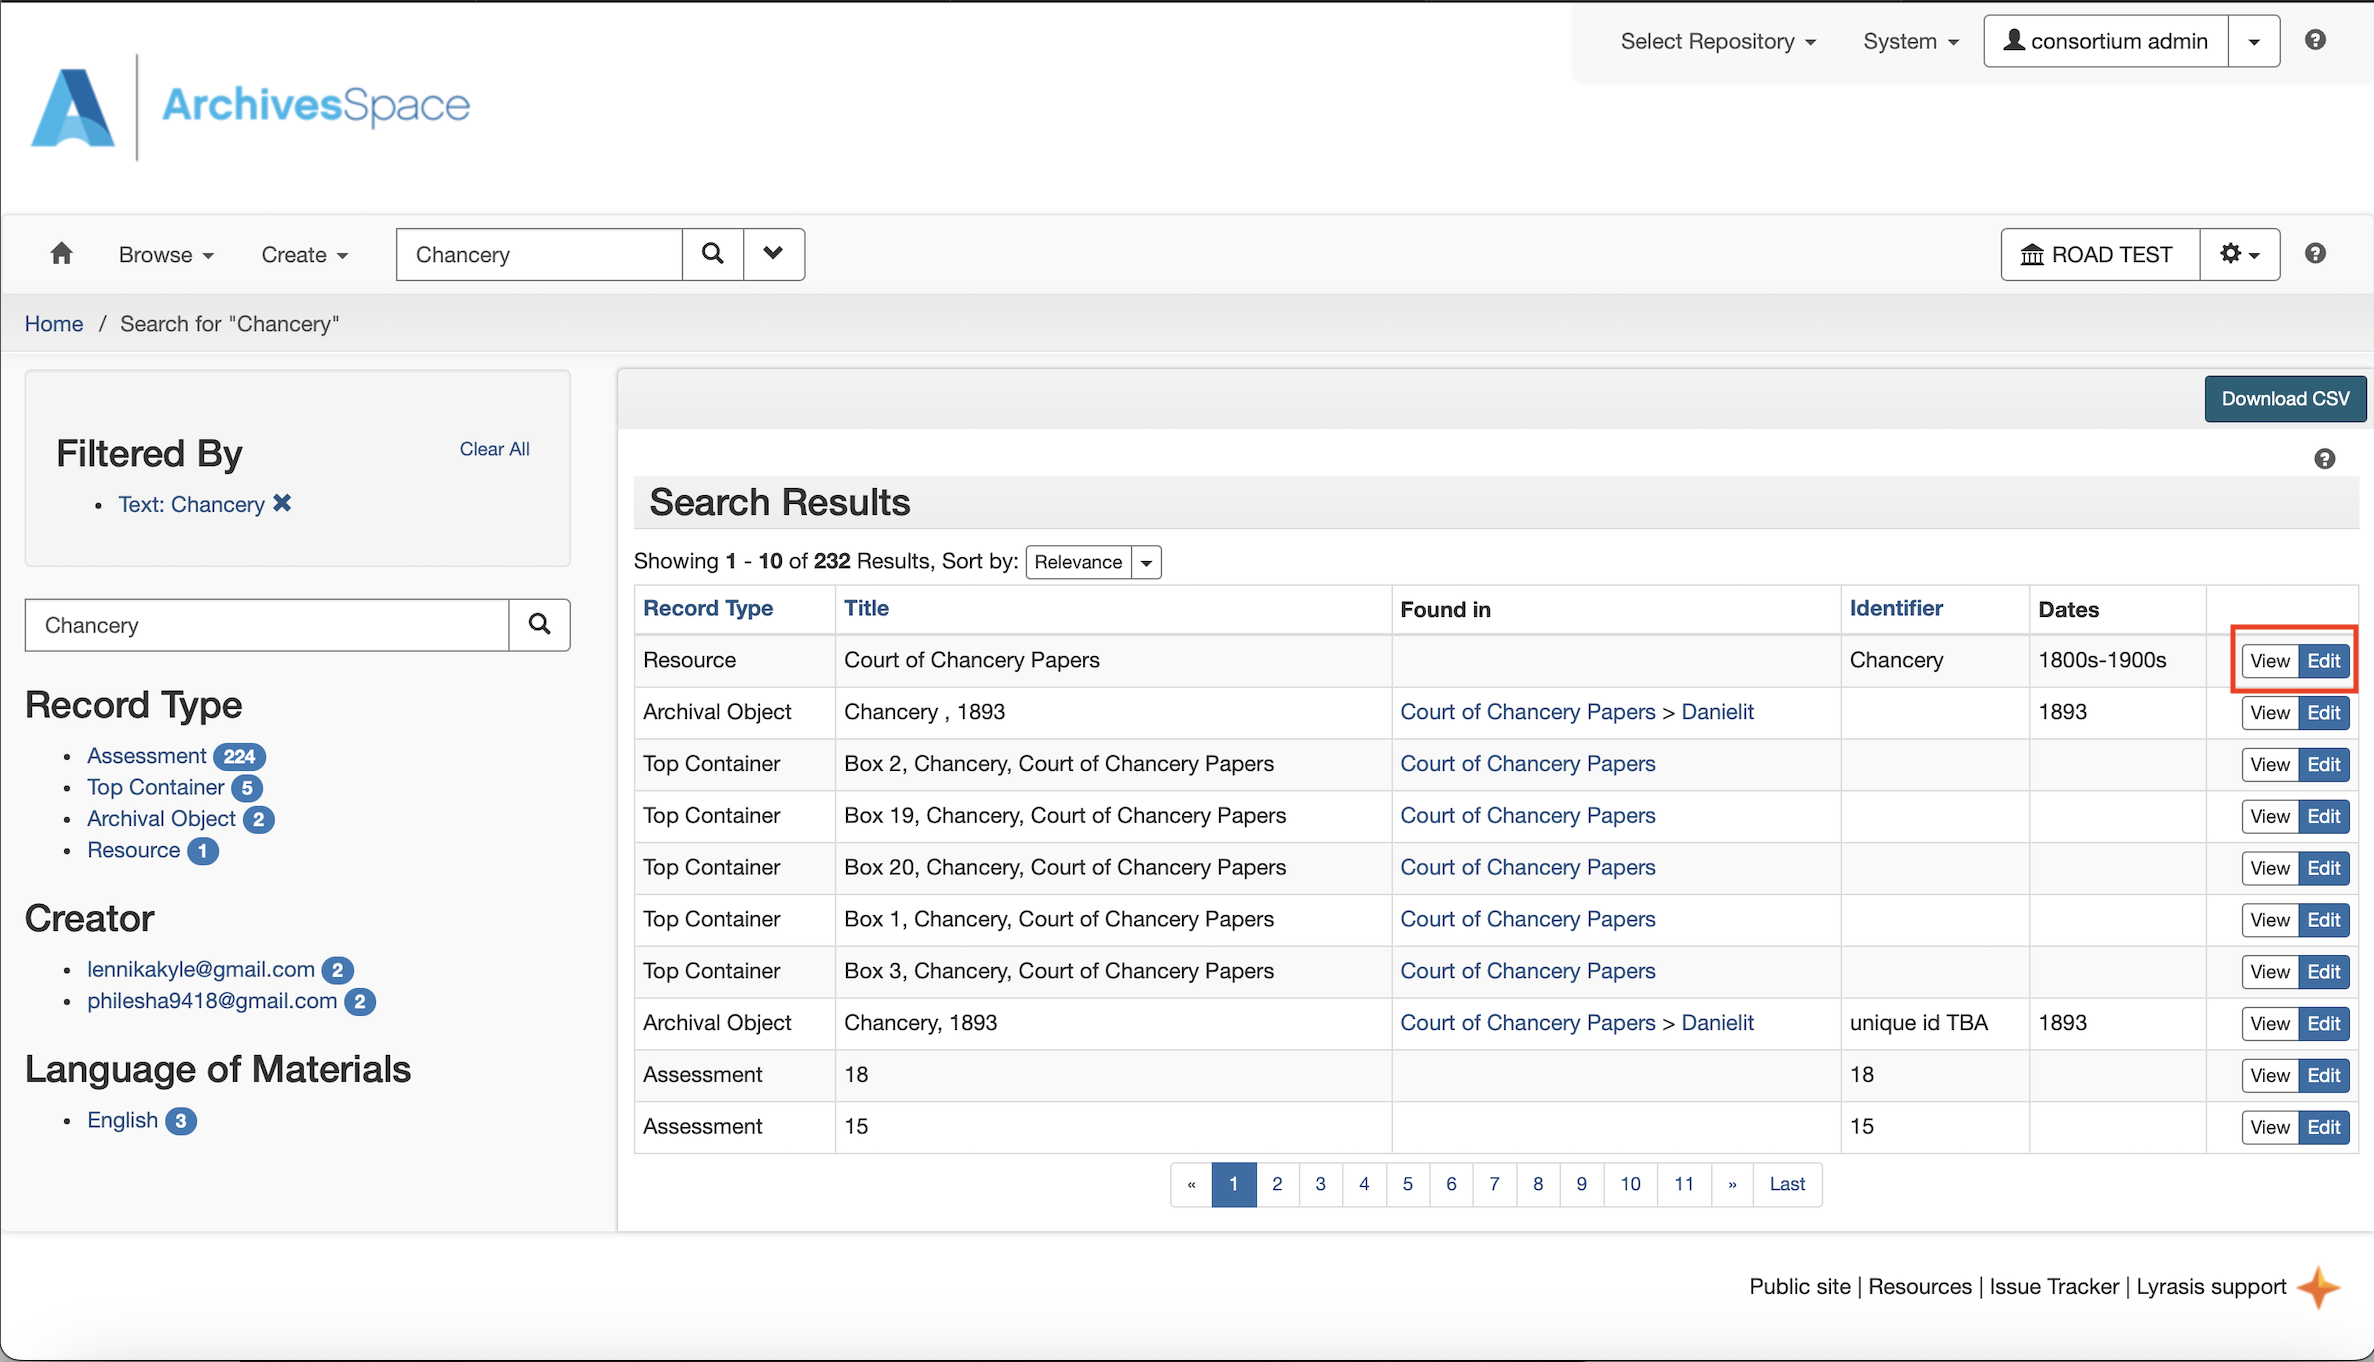 Select Repository System consortium admin
ArchivesSpace
Browse Create Chancery ROAD TEST
Home / Search for "Chancery"
Download CSV
Filtered By Clear All
Text: Chancery
Chancery
Record Type
Assessment 224
Top Container 5
Archival Object 2
Resource 1
Creator
lennikakyle@gmail.com 2
philesha9418@gmail.com 2
Language of Materials
English 3
Search Results
Showing 1 - 10 of 232 Results, Sort by: Relevance
Record Type Title Found in Identifier Dates
Resource Court of Chancery Papers Chancery 1800s-1900s View Edit
Archival Object Chancery , 1893 Court of Chancery Papers > Danielit 1893 View Edit
Top Container Box 2, Chancery, Court of Chancery Papers Court of Chancery Papers View Edit
Top Container Box 19, Chancery, Court of Chancery Papers Court of Chancery Papers View Edit
Top Container Box 20, Chancery, Court of Chancery Papers Court of Chancery Papers View Edit
Top Container Box 1, Chancery, Court of Chancery Papers Court of Chancery Papers View Edit
Top Container Box 3, Chancery, Court of Chancery Papers Court of Chancery Papers View Edit
Archival Object Chancery, 1893 Court of Chancery Papers > Danielit unique id TBA 1893 View Edit
Assessment 18 18 View Edit
Assessment 15 15 View Edit
« 1 2 3 4 5 6 7 8 9 10 11 » Last
Public site | Resources | Issue Tracker | Lyrasis support